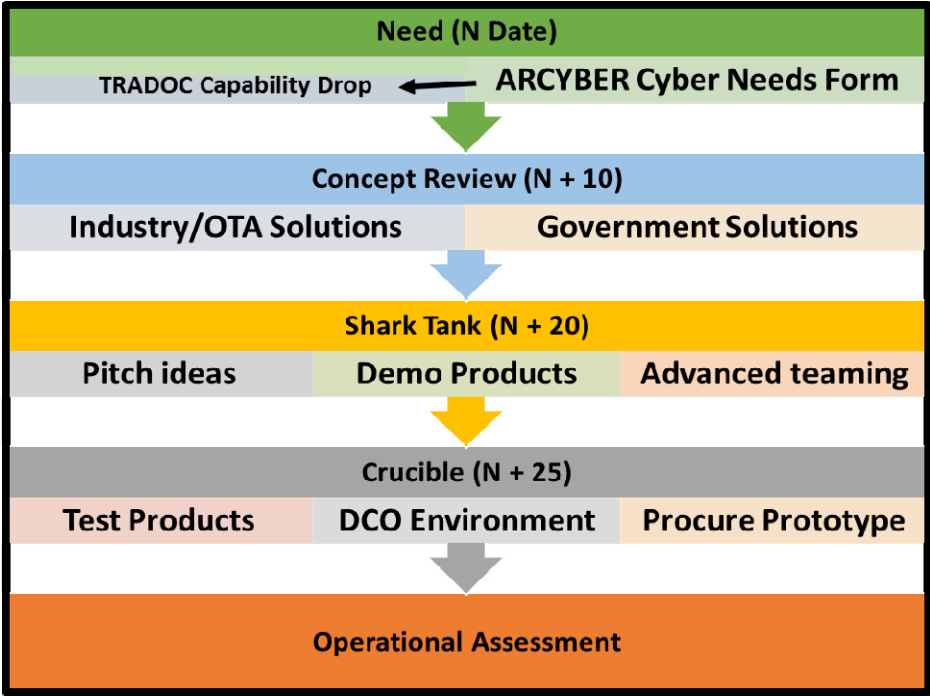 Need (N Date)
TRADOC Capability Drop
ARCYBER Cyber Needs Form
Concept Review (N + 10)
Industry/OTA Solutions
Government Solutions
Shark Tank (N + 20)
Pitch ideas
Demo Products
Advanced teaming
Crucible (N + 25)
Test Products
DCO Environment
Procure Prototype
Operational Assessment